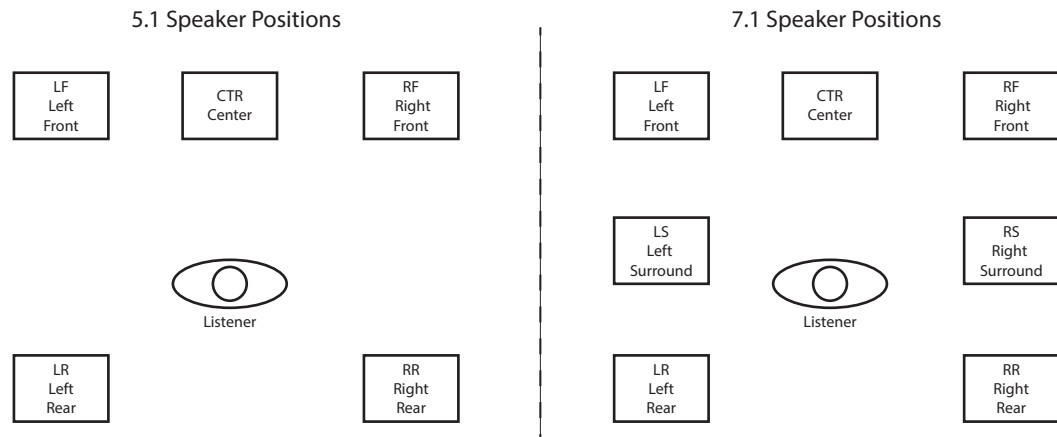 5.1 Speaker Positions
LF
Left
Front
CTR
Center
RF
Right
Front
Listener
LR
Left
Rear
RR
Right
Rear
7.1 Speaker Positions
LF
Left
Front
CTR
Center
RF
Right
Front
LS
Left
Surround
RS
Right
Surround
Listener
LR
Left
Rear
RR
Right
Rear